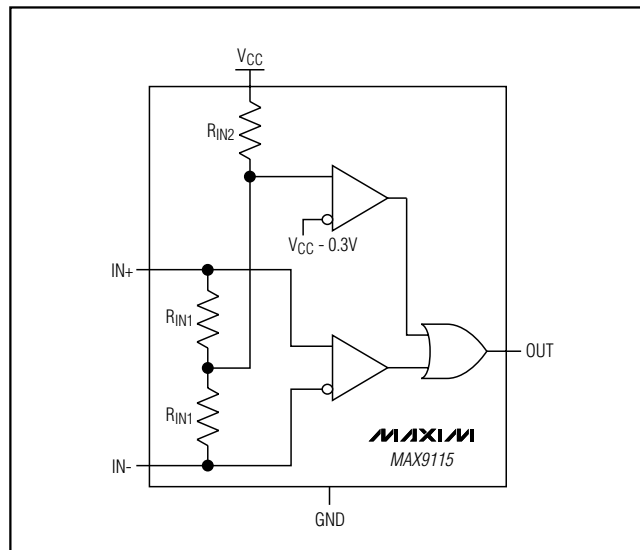 VCC
RIN2
VCC - 0.3V
IN+
RIN1
OUT
RIN1
MAXIM
MAX9115
IN-
GND